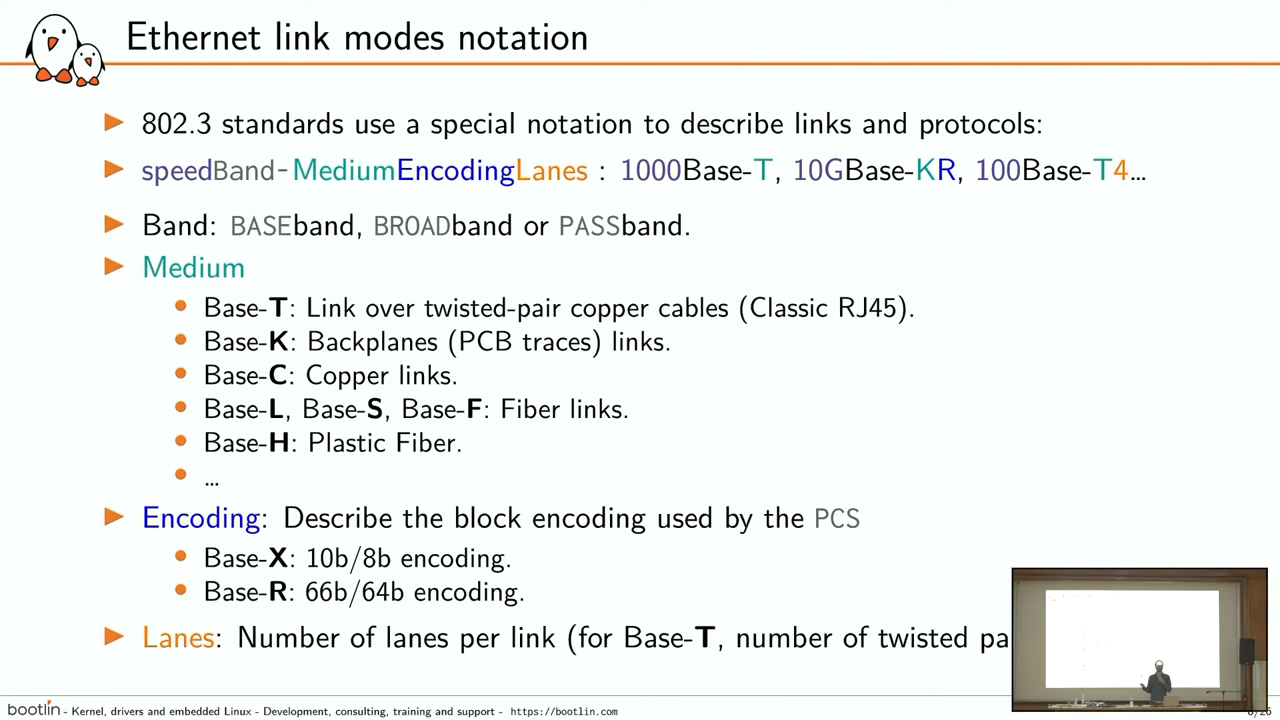 Ethernet link modes notation
802.3 standards use a special notation to describe links and protocols:
speedBand-MediumEncodingLanes : 1000Base-T, 10GBase-KR, 100Base-T4...
Band: BASEband, BROADband or PASSband.
Medium
Base-T: Link over twisted-pair copper cables (Classic RJ45).
Base-K: Backplanes (PCB traces) links.
Base-C: Copper links.
Base-L, Base-S, Base-F: Fiber links.
Base-H: Plastic Fiber.
...
Encoding: Describe the block encoding used by the PCS
Base-X: 10b/8b encoding.
Base-R: 66b/64b encoding.
Lanes: Number of lanes per link (for Base-T, number of twisted pa
bootlin - Kernel, drivers and embedded Linux - Development, consulting, training and support - https://bootlin.com